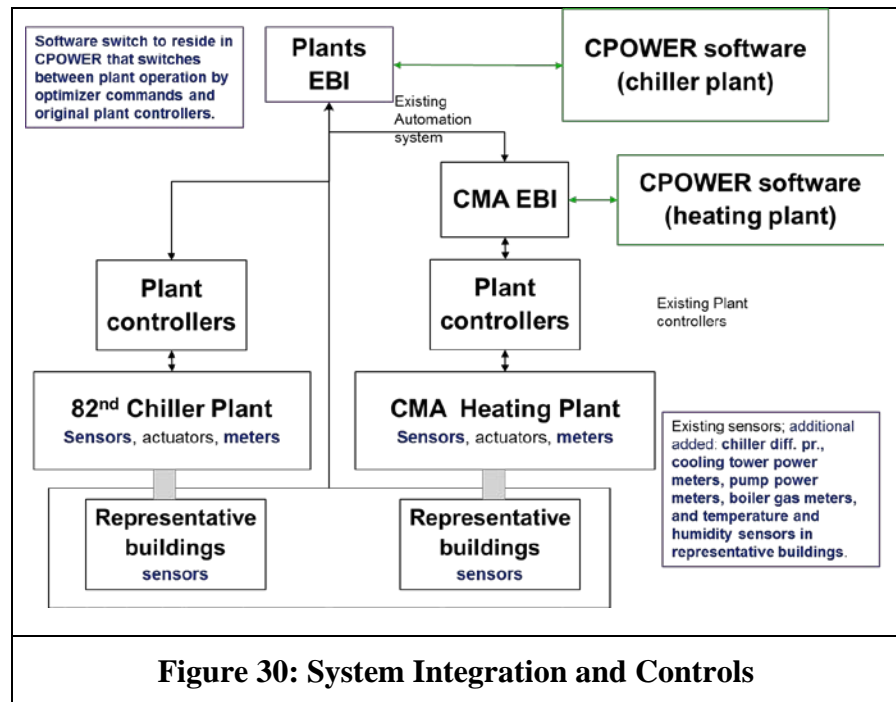 Software switch to reside in
CPOWER that switches
between plant operation by
optimizer commands and
original plant controllers.
Plants
EBI
CPOWER software
(chiller plant)
Existing
Automation
system
CMA EBI
CPOWER software
(heating plant)
Plant
controllers
Plant
controllers
Existing Plant
controllers
82nd Chiller Plant
Sensors, actuators, meters
CMA Heating Plant
Sensors, actuators, meters
Existing sensors; additional
added: chiller diff. pr.,
cooling tower power
meters, pump power
meters, boiler gas meters,
and temperature and
humidity sensors in
representative buildings.
Representative
buildings
sensors
Representative
buildings
sensors
Figure 30: System Integration and Controls